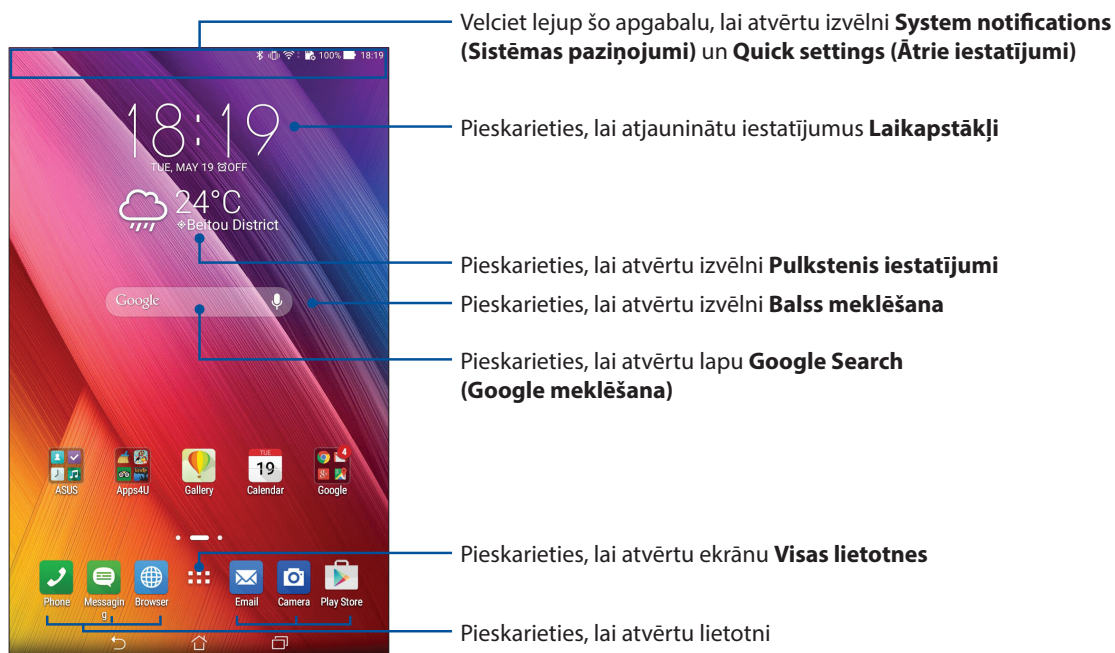 Velciet lejup šo apgabalu, lai atvērtu izvēlni System notifications
(Sistēmas paziņojumi) un Quick settings (Ātrie iestatījumi)
100% 18:19
18:19
Pieskarieties, lai atjauninātu iestatījumus Laikapstākļi
TUE, MAY 19 OFF
24°C
Beitou District
Pieskarieties, lai atvērtu izvēlni Pulkstenis iestatījumi
Google
Pieskarieties, lai atvērtu izvēlni Balss meklēšana
Pieskarieties, lai atvērtu lapu Google Search
(Google meklēšana)
TUE
19
4
kindle
ASUS Apps4U Gallery Calendar Google
Pieskarieties, lai atvērtu ekrānu Visas lietotnes
Phone Messagin
g Browser Email Camera Play Store
Pieskarieties, lai atvērtu lietotni